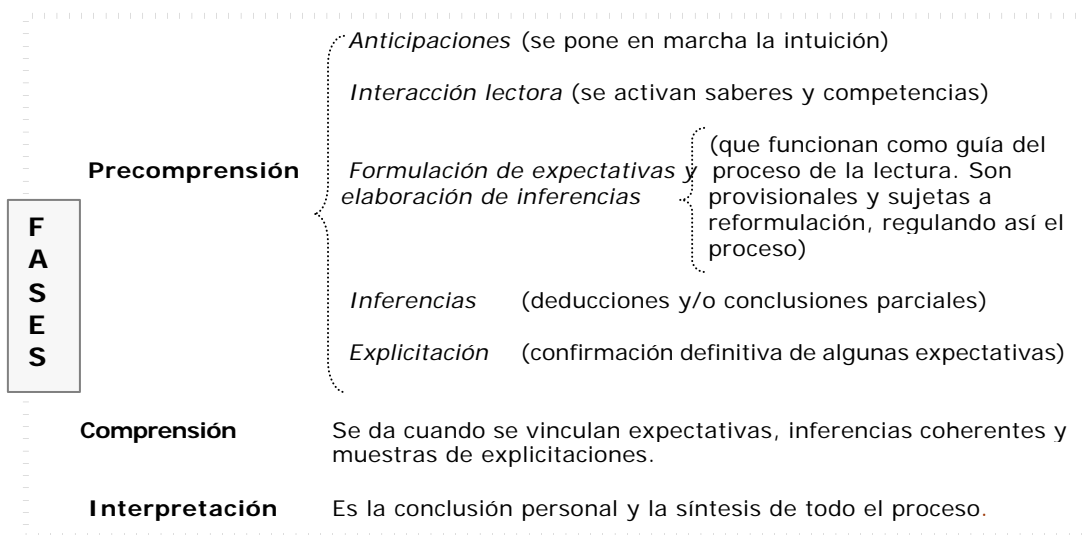 Anticipaciones (se pone en marcha la intuición)
Interacción lectora (se activan saberes y competencias)
Precomprensión
Formulación de expectativas y
elaboración de inferencias
(que funcionan como guía del
proceso de la lectura. Son
provisionales y sujetas a
reformulación, regulando así el
proceso)
F
A
S
E
S
Inferencias (deducciones y/o conclusiones parciales)
Explicitación (confirmación definitiva de algunas expectativas)
Comprensión Se da cuando se vinculan expectativas, inferencias coherentes y
muestras de explicitaciones.
Interpretación Es la conclusión personal y la síntesis de todo el proceso.